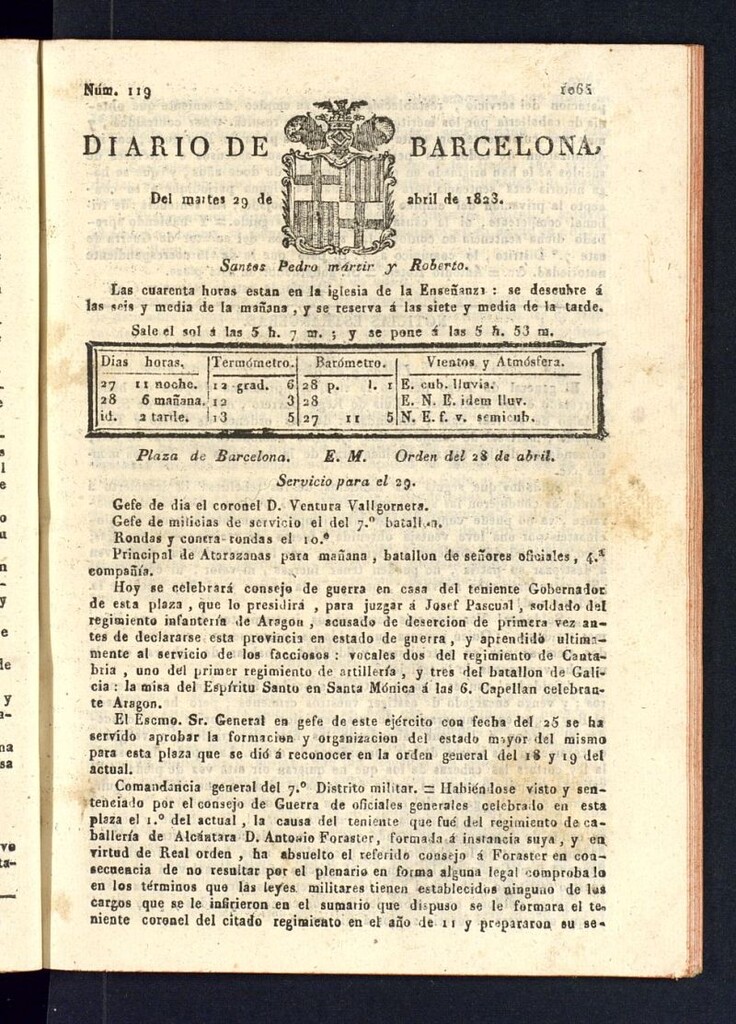 Núm. 119 1065
DIARIO DE BARCELONA,
Del martes 29 de abril de 1823.
Santos Pedro mártir y Roberto.
Las cuarenta horas estan en la iglesia de la Enseñanza : se descubre á
las seis y media de la mañana , y se reserva á las siete y media de la tarde.
Sale el sol á las 5 h. 7 m. ; y se pone á las 5 h. 53 m.
Dias horas. Termómetro. Barómetro. Vientos y Atmósfera.
27 11 noche. 12 grad. 6 28 p. l. 1 E. cub. lluvia.
28 6 mañana. 12 3 28 E. N. E. idem lluv.
id. 2 tarde. 13 5 27 11 5 N. E. f. v. semicub.
Plaza de Barcelona. E. M. Orden del 28 de abril.
Servicio para el 29.
Gefe de dia el coronel D. Ventura Vallgornera.
Gefe de milicias de servicio el del 7.º batallon.
Rondas y contra-rondas el 10.º
Principal de Atarazanas para mañana , batallon de señores oficiales , 4.ª
compañía.
Hoy se celebrará consejo de guerra en casa del teniente Gobernador
de esta plaza , que lo presidirá , para juzgar á Josef Pascual , soldado del
regimiento infantería de Aragon , acusado de desercion de primera vez an-
tes de declararse esta provincia en estado de guerra , y aprendido ultima-
mente al servicio de los facciosos : vocales dos del regimiento de Canta-
bria , uno del primer regimiento de artillería , y tres del batallon de Gali-
cia : la misa del Espíritu Santo en Santa Mónica á las 6. Capellan celebran-
te Aragon.
El Escmo. Sr. General en gefe de este ejército con fecha del 25 se ha
servido aprobar la formacion y organizacion del estado mayor del mismo
para esta plaza que se dió á reconocer en la orden general del 18 y 19 del
actual.
Comandancia general del 7.º Distrito militar. = Habiéndose visto y sen-
tenciado por el consejo de Guerra de oficiales generales celebrado en esta
plaza el 1.º del actual , la causa del teniente que fué del regimiento de ca-
ballería de Alcántara D. Antonio Foraster, formada á instancia suya , y en
virtud de Real orden , ha absuelto el referido consejo á Foraster en con-
secuencia de no resultar por el plenario en forma alguna legal comprobado
en los términos que las leyes militares tienen establecidos ninguno de los
cargos que se le infirieron en el sumario que dispuso se le formara el te-
niente coronel del citado regimiento en el año de 11 y prepararon su se-